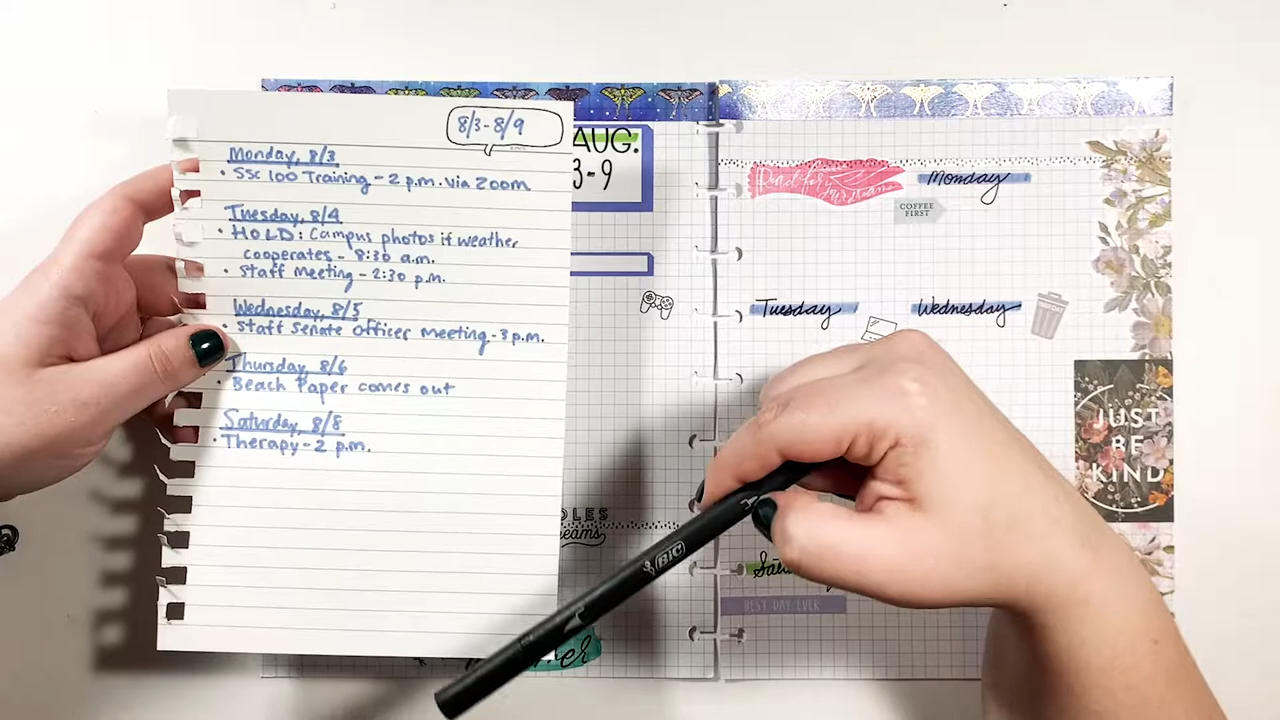 8/3-8/9
Monday, 8/3
• SSC 100 Training - 2 p.m. via Zoom
Tuesday, 8/4
• HOLD: Campus photos if weather
cooperates - 8:30 a.m.
• Staff Meeting - 2:30 p.m.
Wednesday, 8/5
• Staff Senate Officer Meeting - 3 p.m.
Thursday, 8/6
• Beach Paper comes out
Saturday, 8/8
• Therapy - 2 p.m.
AUG.
3-9
Monday
COFFEE
FIRST
Tuesday
Wednesday
JUST
BE
KIND
BEST DAY EVER
BIC